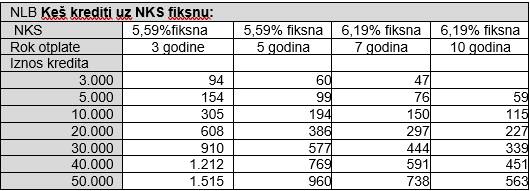 NLB Keš krediti uz NKS fiksnu:
NKS 5,59%fiksna 5,59% fiksna 6,19% fiksna 6,19% fiksna
Rok otplate 3 godine 5 godina 7 godina 10 godina
Iznos kredita
3.000 94 60 47
5.000 154 99 76 59
10.000 305 194 150 115
20.000 608 386 297 227
30.000 910 577 444 339
40.000 1.212 769 591 451
50.000 1.515 960 738 563